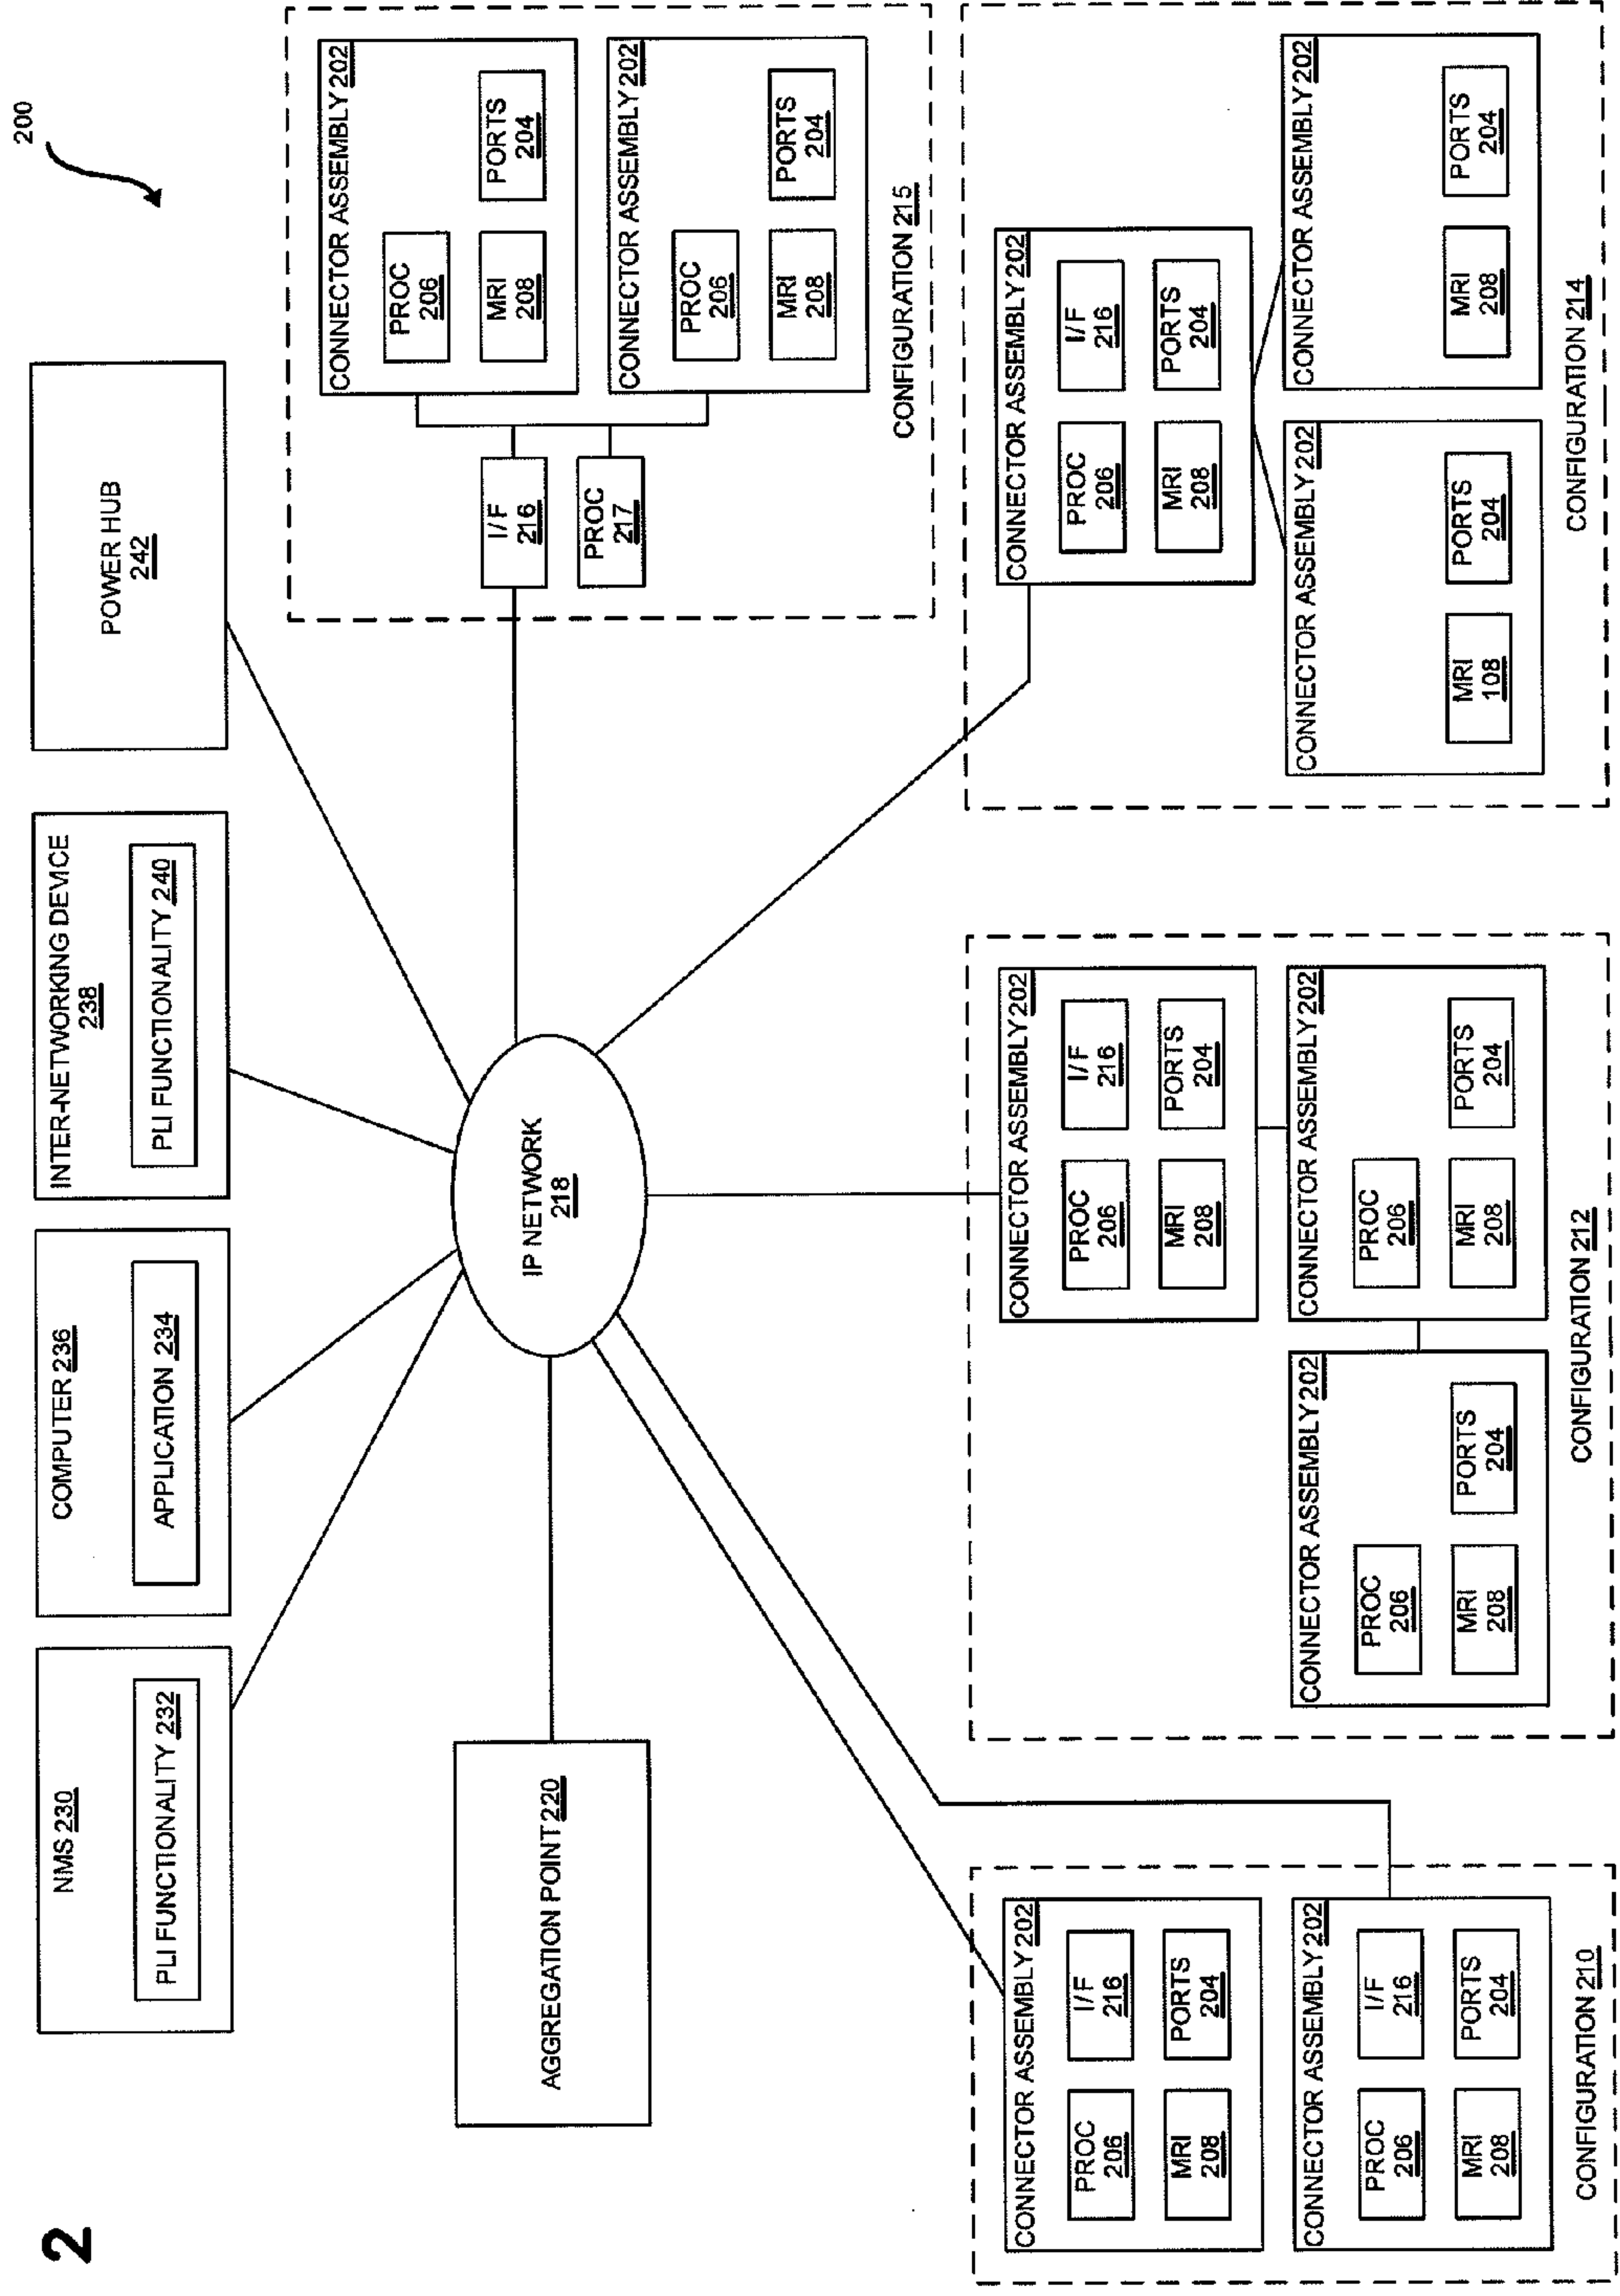 2
200
NMS 230
PLI FUNCTIONALITY 232
COMPUTER 236
APPLICATION 234
INTER-NETWORKING DEVICE
238
PLI FUNCTIONALITY 240
POWER HUB
242
AGGREGATION POINT 220
IP NETWORK
218
CONNECTOR ASSEMBLY 202
PROC
206
I/F
216
MRI
208
PORTS
204
CONNECTOR ASSEMBLY 202
PROC
206
I/F
216
MRI
208
PORTS
204
CONFIGURATION 210
CONNECTOR ASSEMBLY 202
PROC
206
I/F
216
MRI
208
PORTS
204
CONNECTOR ASSEMBLY 202
PROC
206
MRI
208
PORTS
204
CONNECTOR ASSEMBLY 202
PROC
206
MRI
208
PORTS
204
CONFIGURATION 212
CONNECTOR ASSEMBLY 202
PROC
206
I/F
216
MRI
208
PORTS
204
CONNECTOR ASSEMBLY 202
MRI
108
PORTS
204
CONNECTOR ASSEMBLY 202
MRI
208
PORTS
204
CONFIGURATION 214
I/F
216
PROC
217
CONNECTOR ASSEMBLY 202
PROC
206
MRI
208
PORTS
204
CONNECTOR ASSEMBLY 202
PROC
206
MRI
208
PORTS
204
CONFIGURATION 215